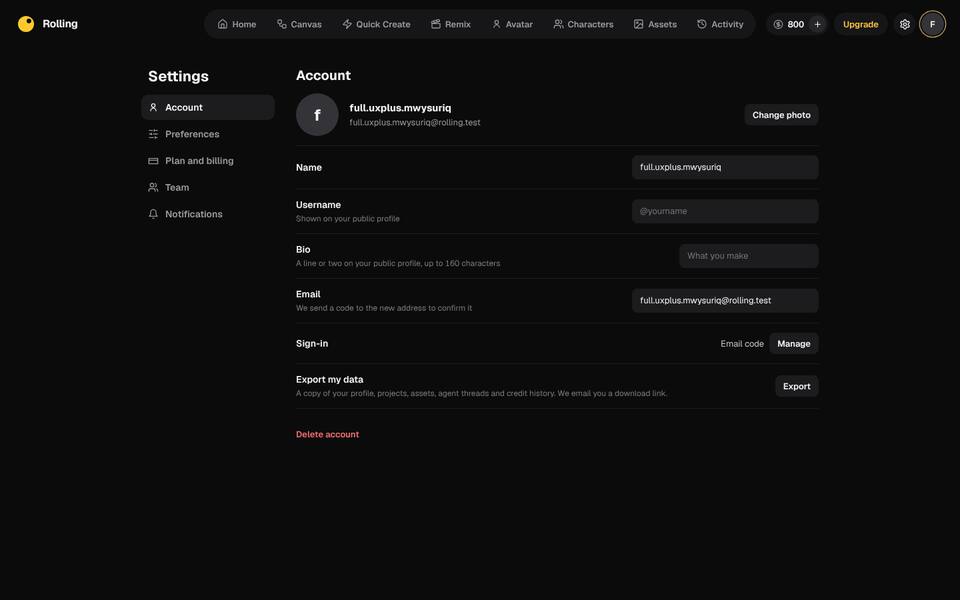 Rolling
Home
Canvas
Quick Create
Remix
Avatar
Characters
Assets
Activity
800
Upgrade
F
Settings
Account
Preferences
Plan and billing
Team
Notifications
Account
f
full.uxplus.mwysuriq
full.uxplus.mwysuriq@rolling.test
Change photo
Name
full.uxplus.mwysuriq
Username
Shown on your public profile
@yourname
Bio
A line or two on your public profile, up to 160 characters
What you make
Email
We send a code to the new address to confirm it
full.uxplus.mwysuriq@rolling.test
Sign-in
Email code
Manage
Export my data
A copy of your profile, projects, assets, agent threads and credit history. We email you a download link.
Export
Delete account